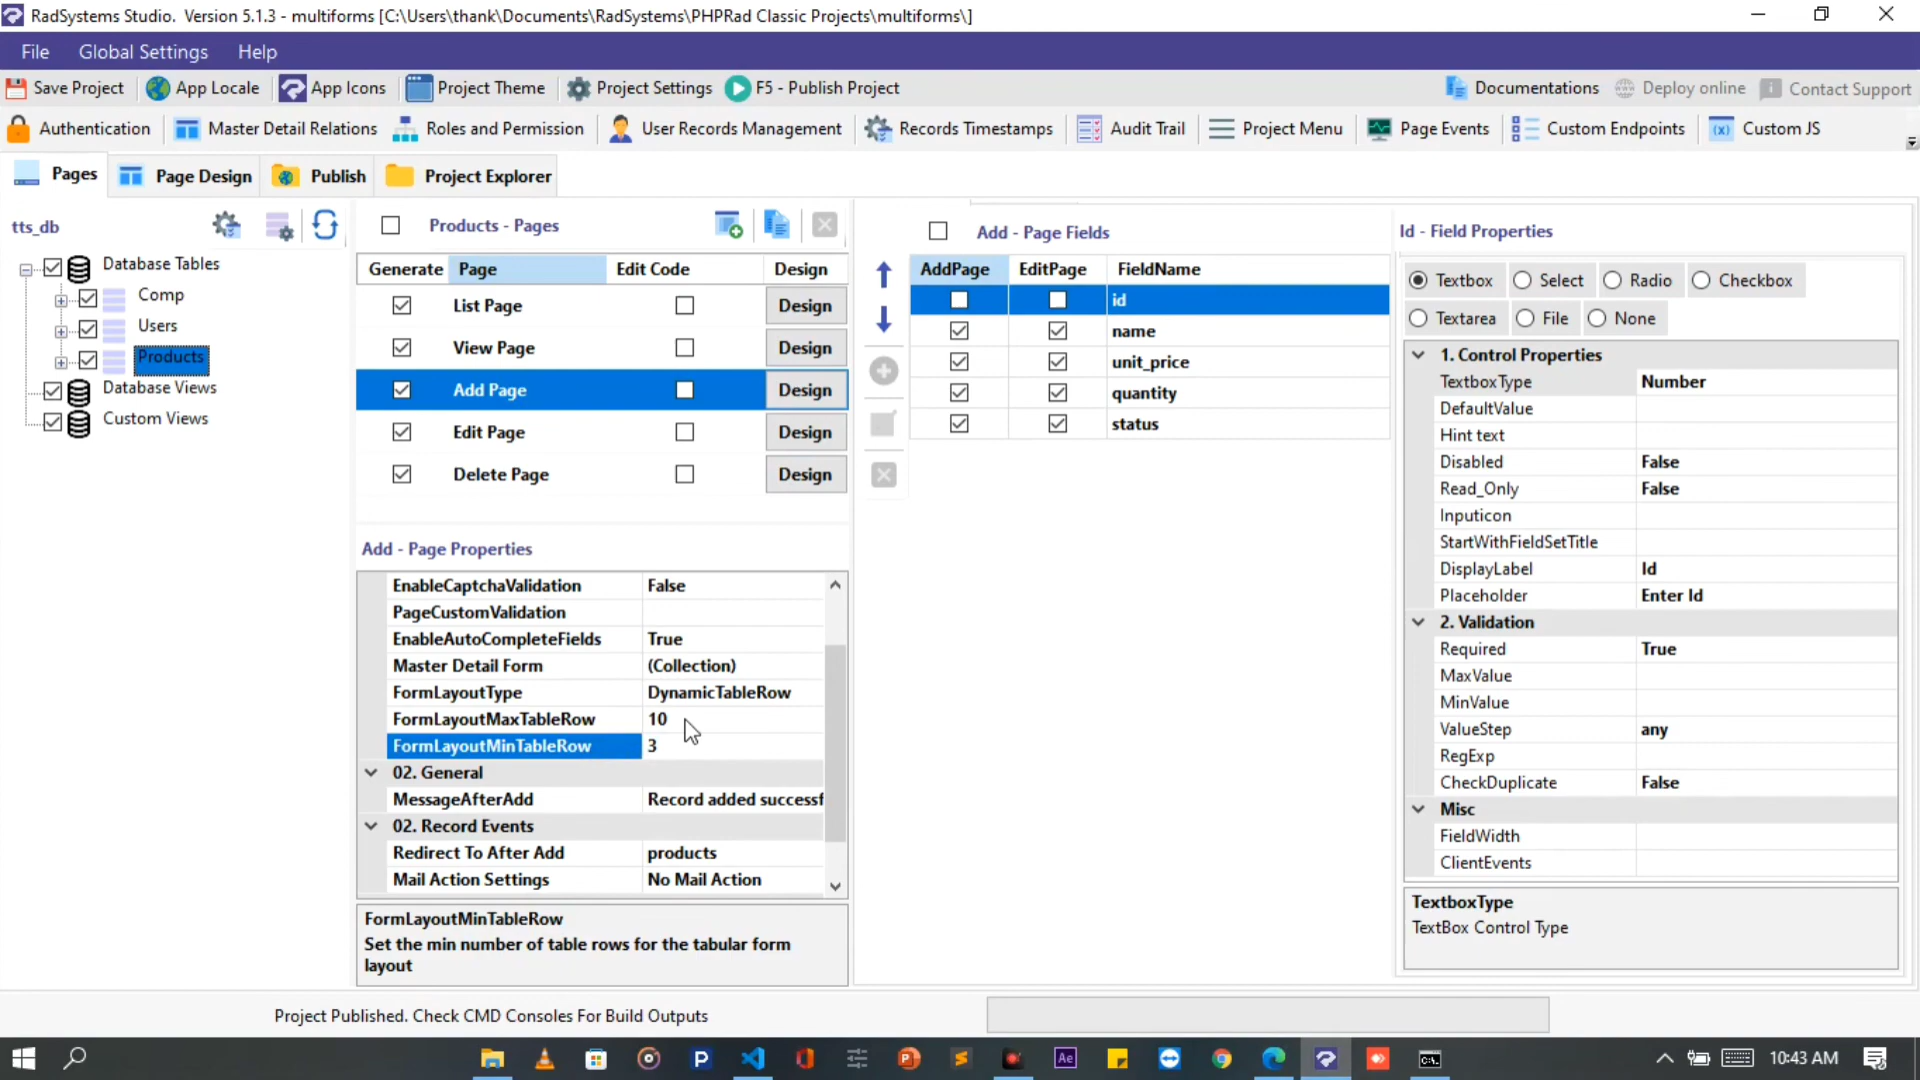 RadSystems Studio. Version 5.1.3 - multiforms [C:\Users\thank\Documents\RadSystems\PHPRad Classic Projects\multiforms\]
File Global Settings Help
Save Project App Locale App Icons Project Theme Project Settings F5 - Publish Project Documentations Deploy online Contact Support
Authentication Master Detail Relations Roles and Permission User Records Management Records Timestamps Audit Trail Project Menu Page Events Custom Endpoints Custom JS
Pages Page Design Publish Project Explorer
tts_db
Database Tables
Comp
Users
Products
Database Views
Custom Views
Products - Pages
Generate Page Edit Code Design
List Page Design
View Page Design
Add Page Design
Edit Page Design
Delete Page Design
Add - Page Properties
EnableCaptchaValidation False
PageCustomValidation
EnableAutoCompleteFields True
Master Detail Form (Collection)
FormLayoutType DynamicTableRow
FormLayoutMaxTableRow 10
FormLayoutMinTableRow 3
02. General
MessageAfterAdd Record added successf
02. Record Events
Redirect To After Add products
Mail Action Settings No Mail Action
FormLayoutMinTableRow
Set the min number of table rows for the tabular form
layout
Add - Page Fields
AddPage EditPage FieldName
id
name
unit_price
quantity
status
Id - Field Properties
Textbox Select Radio Checkbox
Textarea File None
1. Control Properties
TextboxType Number
DefaultValue
Hint text
Disabled False
Read_Only False
Inputicon
StartWithFieldSetTitle
DisplayLabel Id
Placeholder Enter Id
2. Validation
Required True
MaxValue
MinValue
ValueStep any
RegExp
CheckDuplicate False
Misc
FieldWidth
ClientEvents
TextboxType
TextBox Control Type
Project Published. Check CMD Consoles For Build Outputs
10:43 AM